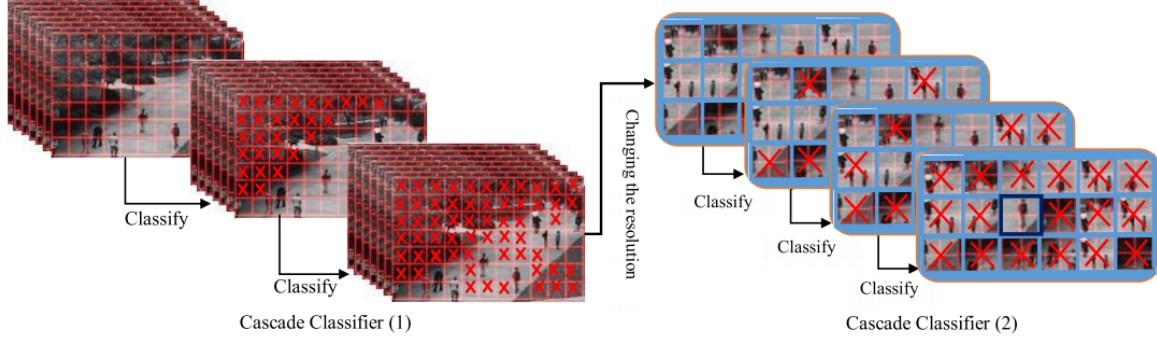 Classify
Classify
Cascade Classifier (1)
Changing the resolution
Classify
Classify
Classify
Cascade Classifier (2)